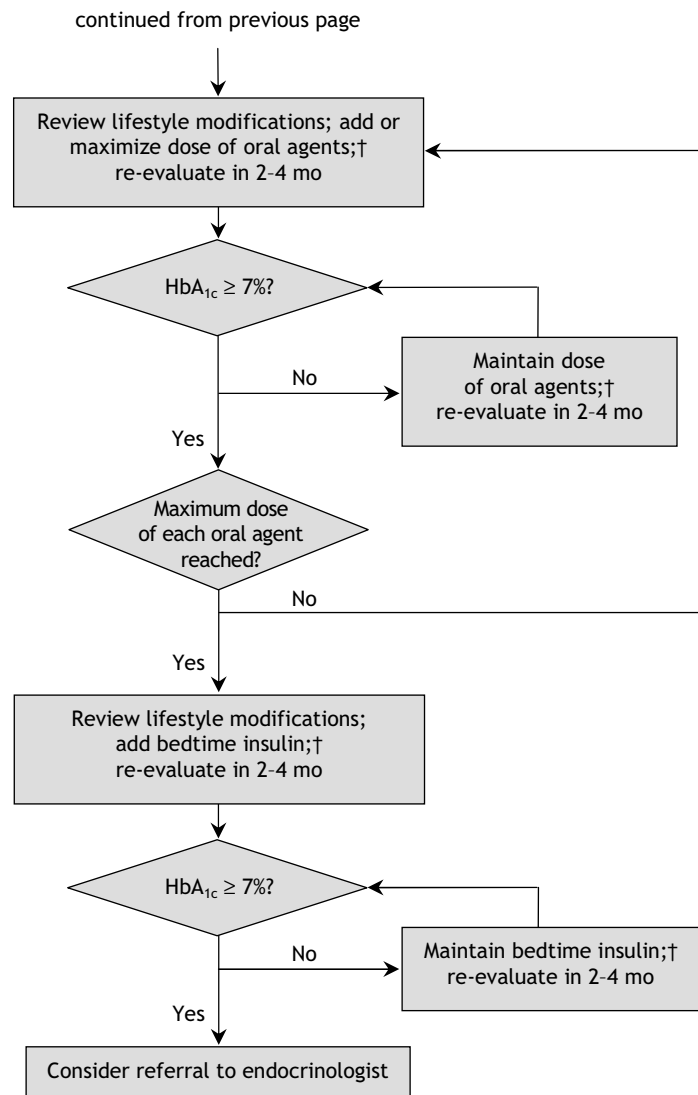 continued from previous page
Review lifestyle modifications; add or
maximize dose of oral agents;†
re-evaluate in 2–4 mo
HbA1c ≥ 7%?
No
Maintain dose
of oral agents;†
re-evaluate in 2–4 mo
Yes
Maximum dose
of each oral agent
reached?
No
Yes
Review lifestyle modifications;
add bedtime insulin;†
re-evaluate in 2–4 mo
HbA1c ≥ 7%?
No
Maintain bedtime insulin;†
re-evaluate in 2–4 mo
Yes
Consider referral to endocrinologist